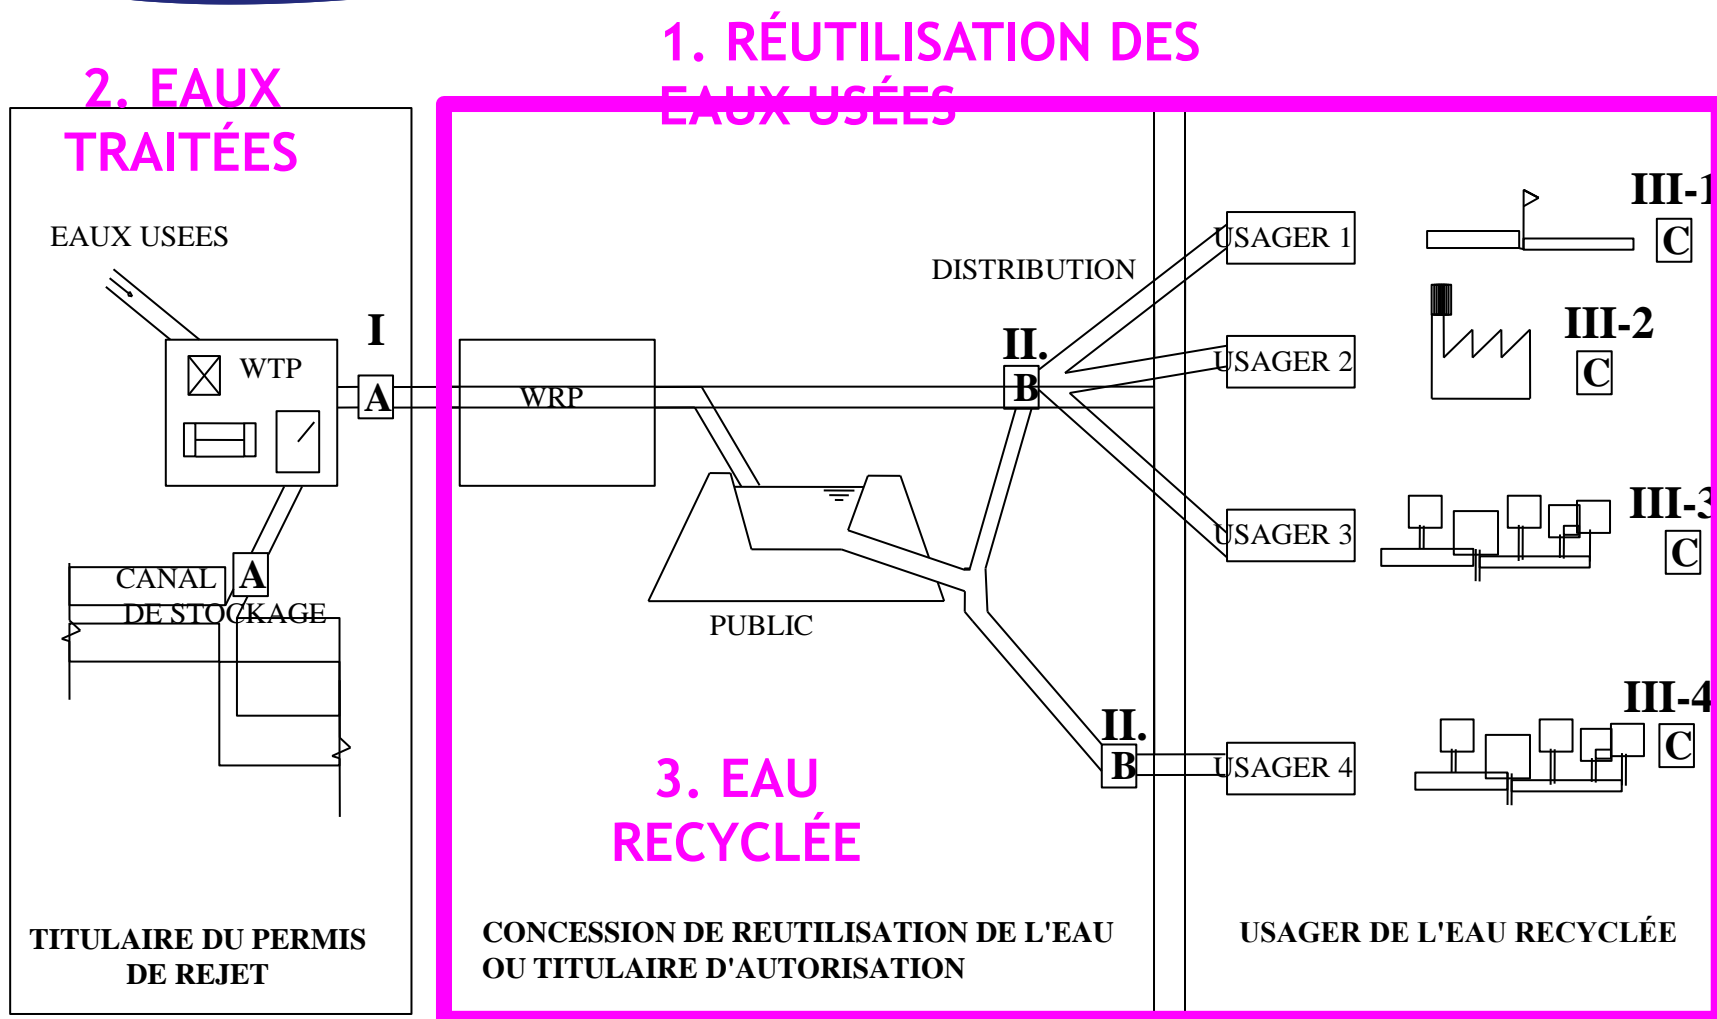 1. RÉUTILISATION DES
EAUX USÉES
2. EAUX
TRAITÉES
EAUX USEES
I
WTP
A
WRP
A
CANAL
DE STOCKAGE
PUBLIC
DISTRIBUTION
II.
B
II.
B
USAGER 1
III-1
C
USAGER 2
III-2
C
USAGER 3
III-3
C
USAGER 4
III-4
C
3. EAU
RECYCLÉE
TITULAIRE DU PERMIS
DE REJET
CONCESSION DE REUTILISATION DE L'EAU
OU TITULAIRE D'AUTORISATION
USAGER DE L'EAU RECYCLÉE